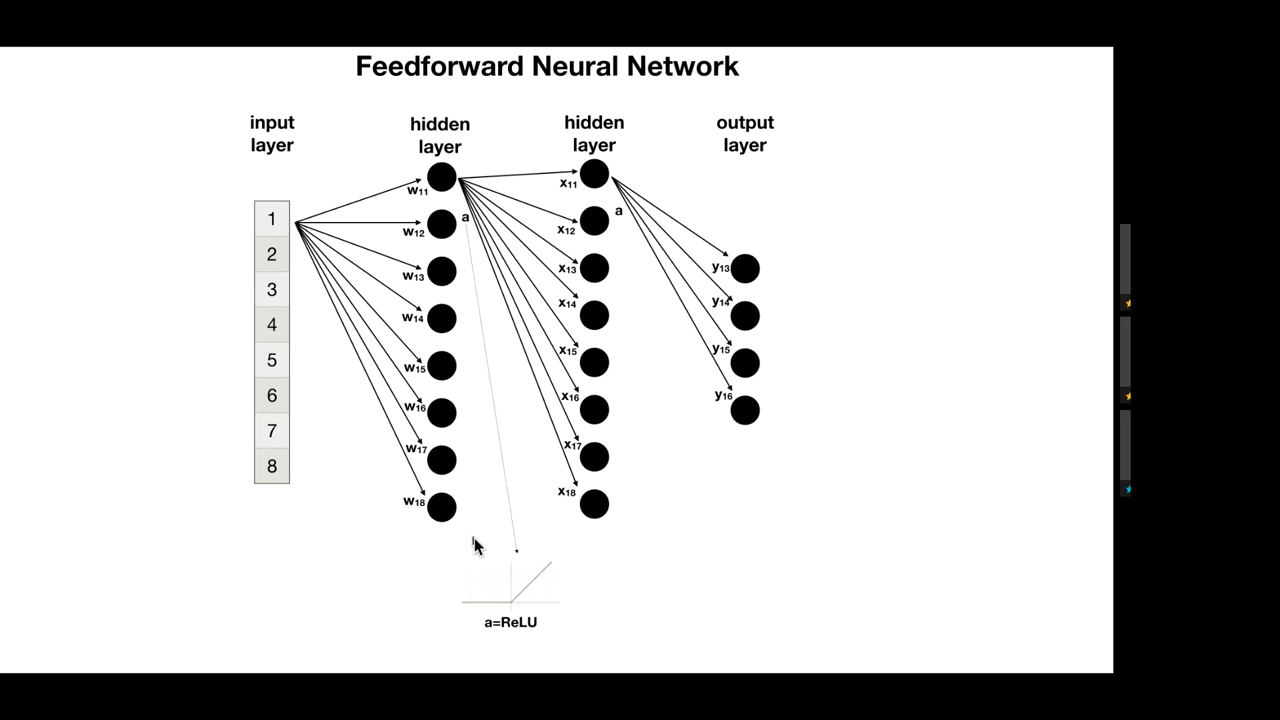 Feedforward Neural Network
input
layer
hidden
layer
hidden
layer
output
layer
1
2
3
4
5
6
7
8
w11
w12
w13
w14
w15
w16
w17
w18
a
x11
x12
x13
x14
x15
x16
x17
x18
a
y13
y14
y15
y16
a=ReLU